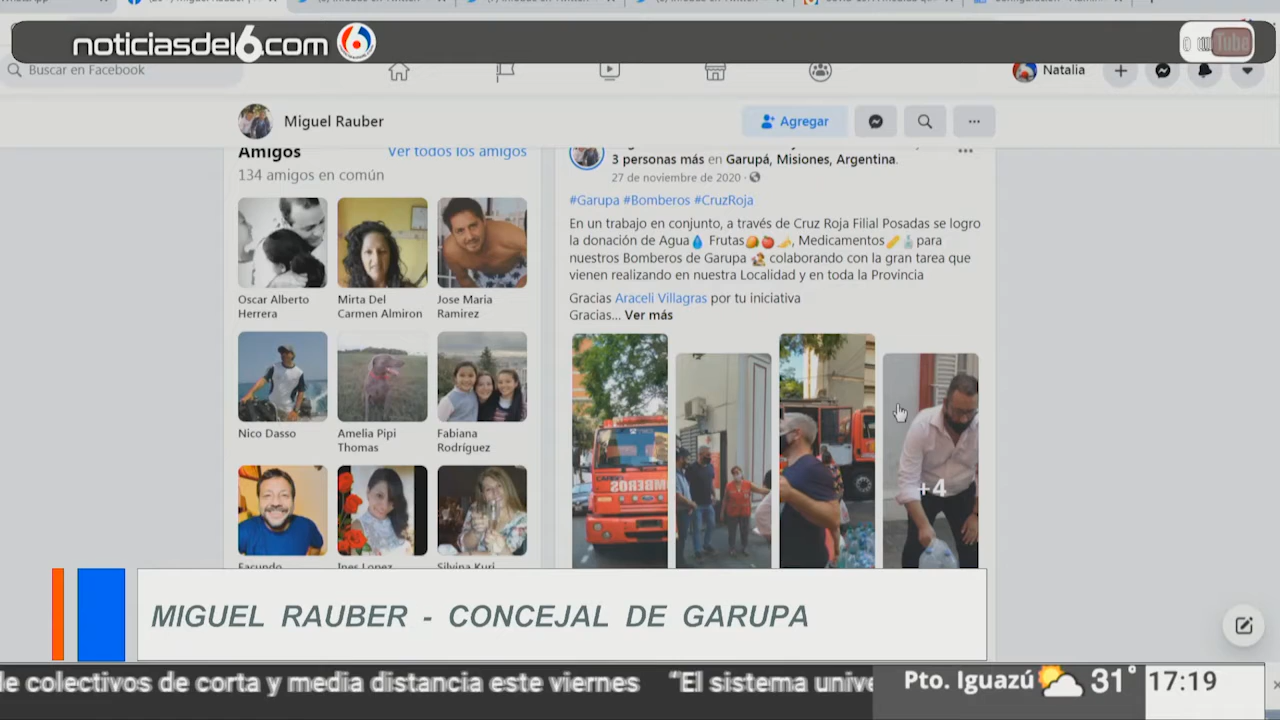 noticiasdel6.com
Tube
Buscar en Facebook
Natalia
Miguel Rauber
Agregar
Amigos
Ver todos los amigos
134 amigos en común
Oscar Alberto
Herrera
Mirta Del
Carmen Almiron
Jose Maria
Ramirez
Nico Dasso
Amelia Pipi
Thomas
Fabiana
Rodríguez
3 personas más en Garupá, Misiones, Argentina.
27 de noviembre de 2020 ·
#Garupa #Bomberos #CruzRoja
En un trabajo en conjunto, a través de Cruz Roja Filial Posadas se logro
la donación de Agua💧 Frutas🥭🍎🍌, Medicamentos para
nuestros Bomberos de Garupa colaborando con la gran tarea que
vienen realizando en nuestra Localidad y en toda la Provincia
Gracias Araceli Villagras por tu iniciativa
Gracias... Ver más
BOMBEROS
+4
MIGUEL RAUBER - CONCEJAL DE GARUPA
de colectivos de corta y media distancia este viernes "El sistema unive
Pto. Iguazú 31° 17:19